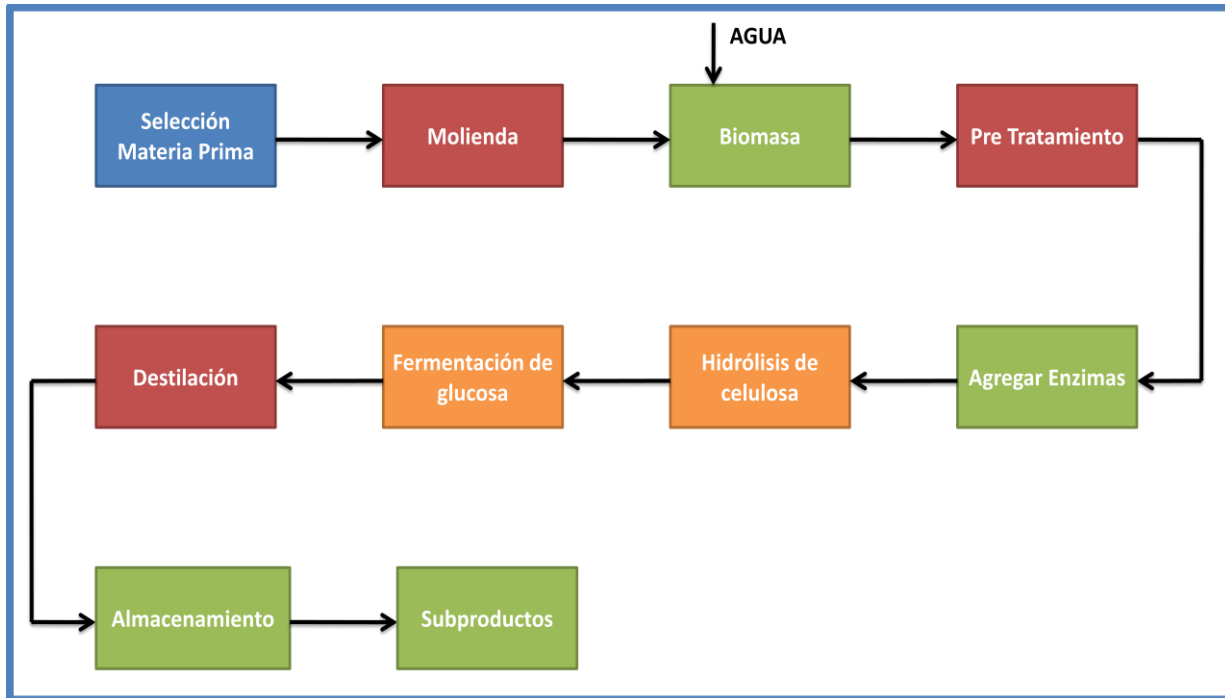 AGUA
Selección
Materia Prima
Molienda
Biomasa
Pre Tratamiento
Destilación
Fermentación de
glucosa
Hidrólisis de
celulosa
Agregar Enzimas
Almacenamiento
Subproductos